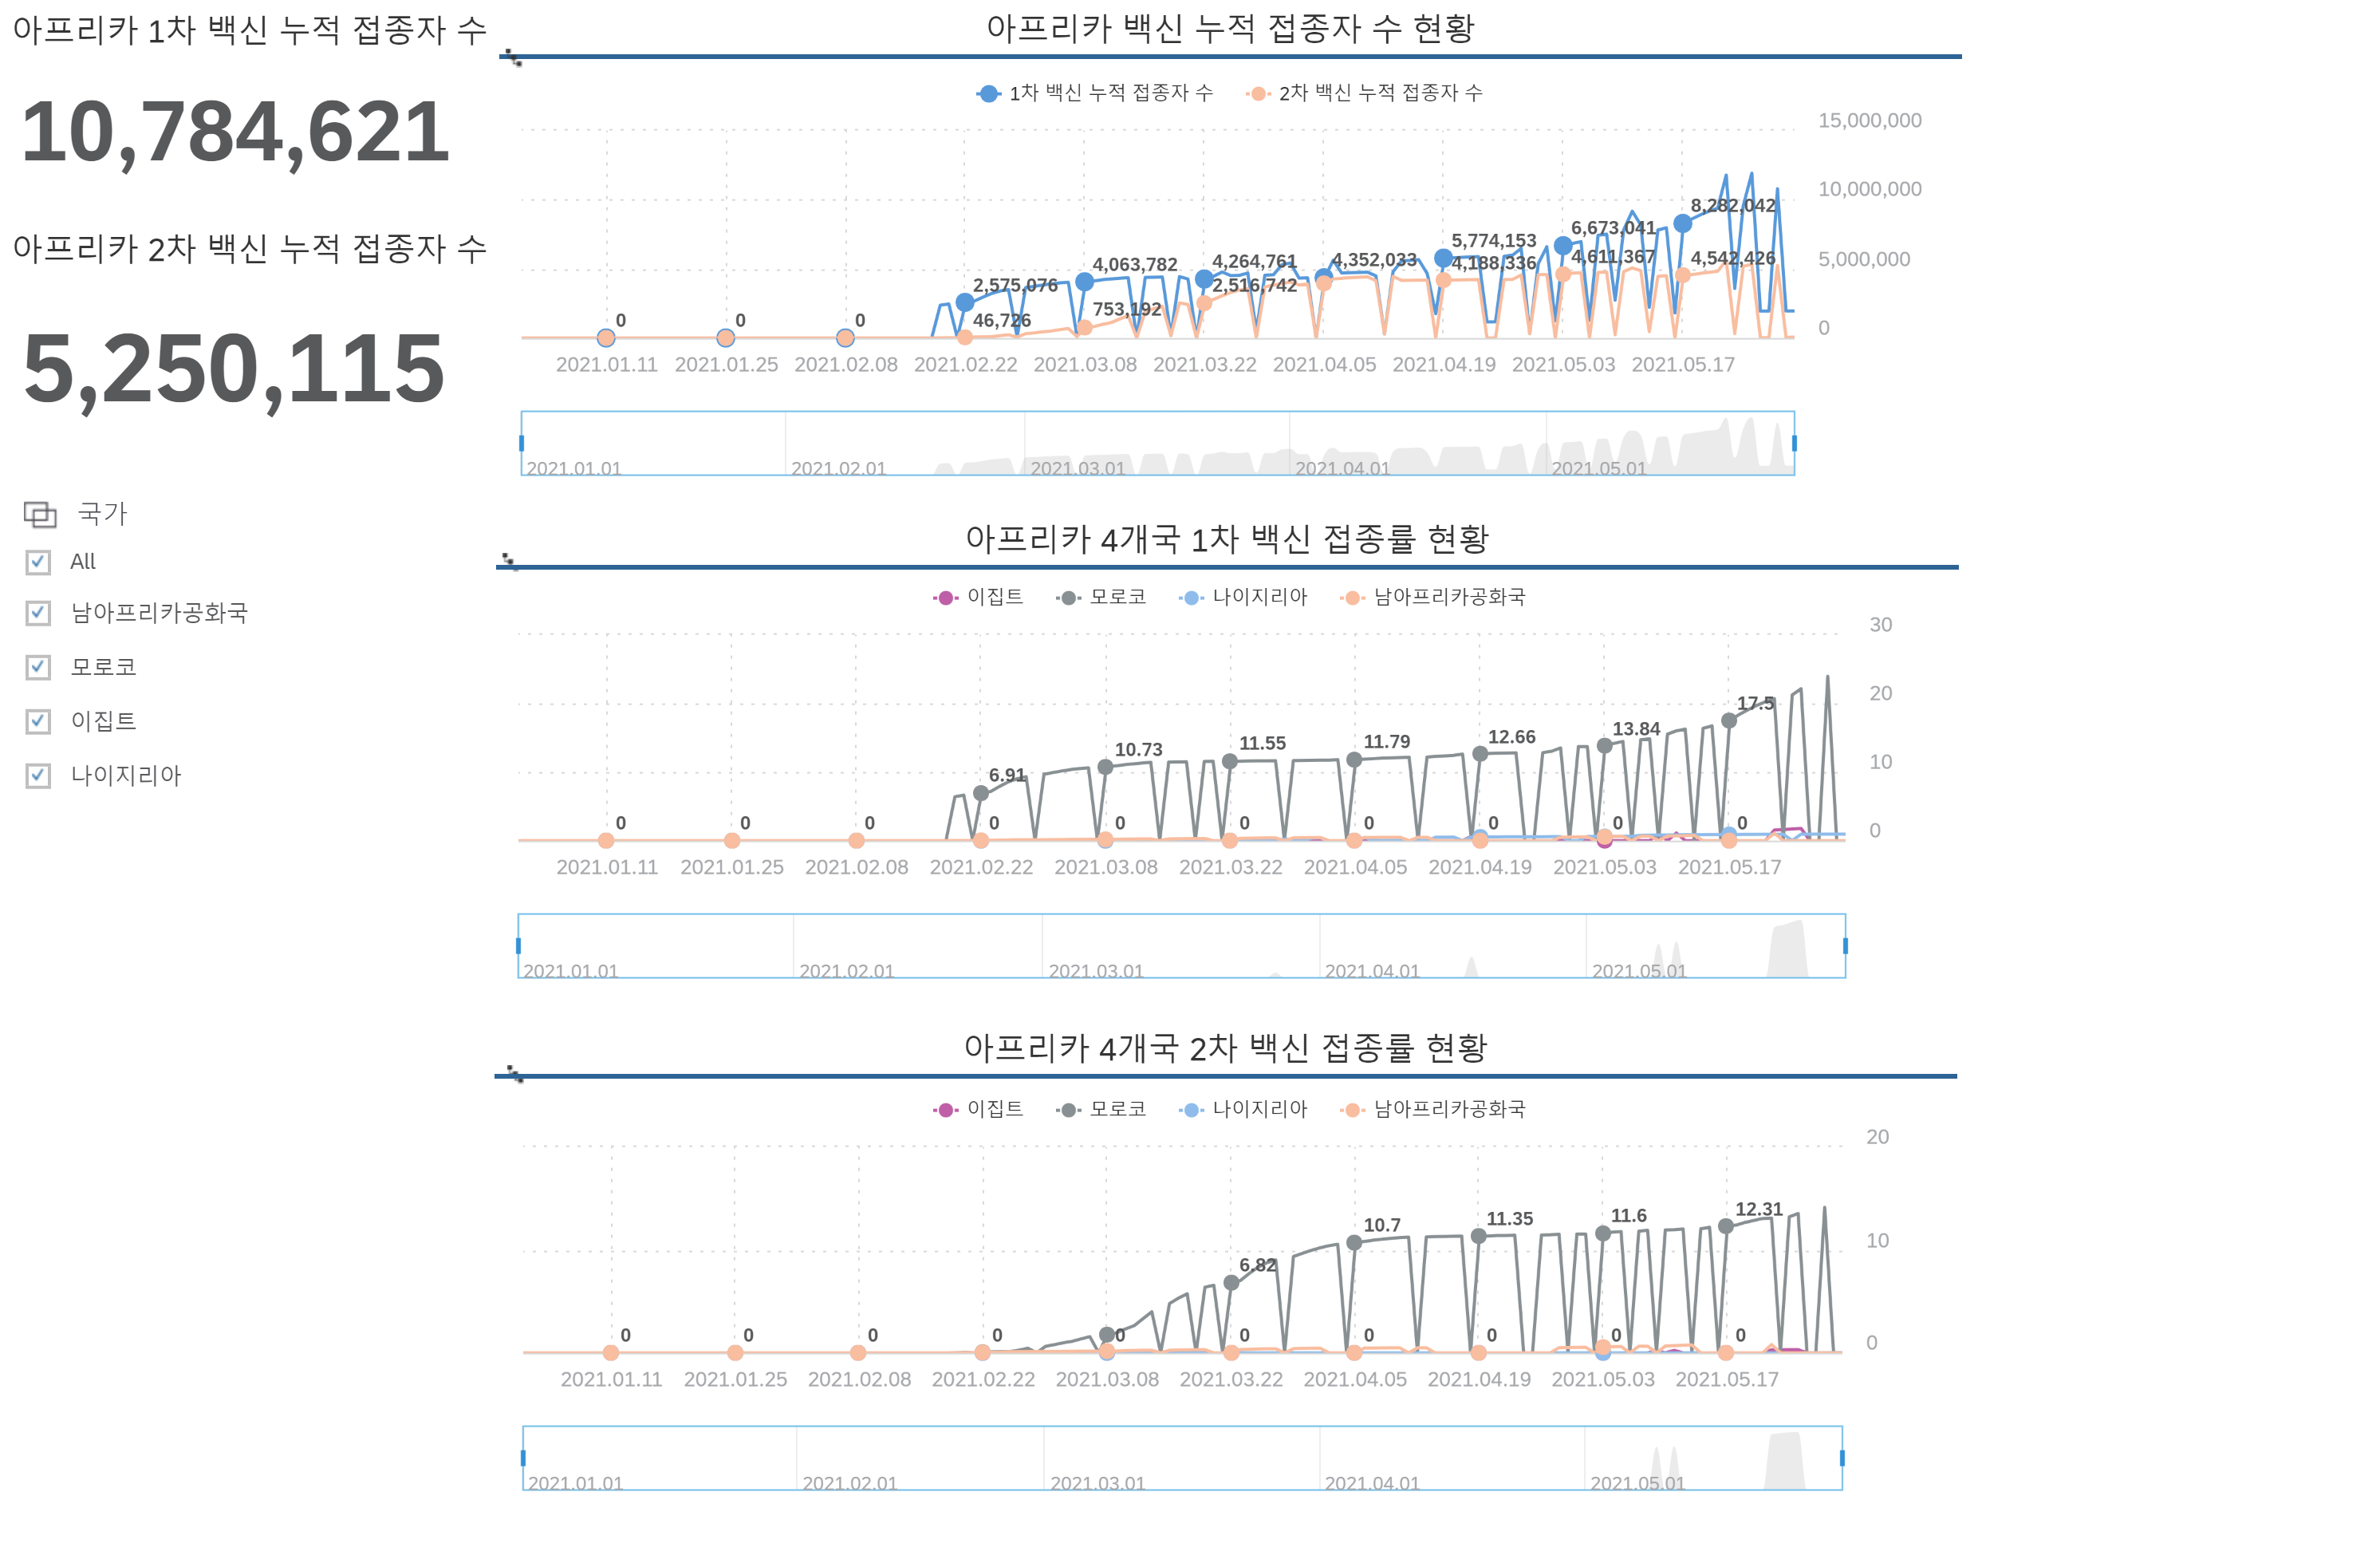 아프리카 1차 백신 누적 접종자 수
10,784,621
아프리카 2차 백신 누적 접종자 수
5,250,115
국가
All
남아프리카공화국
모로코
이집트
나이지리아
아프리카 백신 누적 접종자 수 현황
1차 백신 누적 접종자 수 2차 백신 누적 접종자 수
15,000,000
10,000,000
5,000,000
0
0 0 0 2,575,076 4,063,782 4,264,761 4,352,033 5,774,153 6,673,041 8,282,042
46,726 753,192 2,516,742 4,188,336 4,611,367 4,542,426
2021.01.11 2021.01.25 2021.02.08 2021.02.22 2021.03.08 2021.03.22 2021.04.05 2021.04.19 2021.05.03 2021.05.17
2021.01.01 2021.02.01 2021.03.01 2021.04.01 2021.05.01
아프리카 4개국 1차 백신 접종률 현황
이집트 모로코 나이지리아 남아프리카공화국
30
20
10
0
6.91 10.73 11.55 11.79 12.66 13.84 17.5
0 0 0 0 0 0 0 0 0 0
2021.01.11 2021.01.25 2021.02.08 2021.02.22 2021.03.08 2021.03.22 2021.04.05 2021.04.19 2021.05.03 2021.05.17
2021.01.01 2021.02.01 2021.03.01 2021.04.01 2021.05.01
아프리카 4개국 2차 백신 접종률 현황
이집트 모로코 나이지리아 남아프리카공화국
20
10
0
6.82 10.7 11.35 11.6 12.31
0 0 0 0 0 0 0 0 0 0
2021.01.11 2021.01.25 2021.02.08 2021.02.22 2021.03.08 2021.03.22 2021.04.05 2021.04.19 2021.05.03 2021.05.17
2021.01.01 2021.02.01 2021.03.01 2021.04.01 2021.05.01